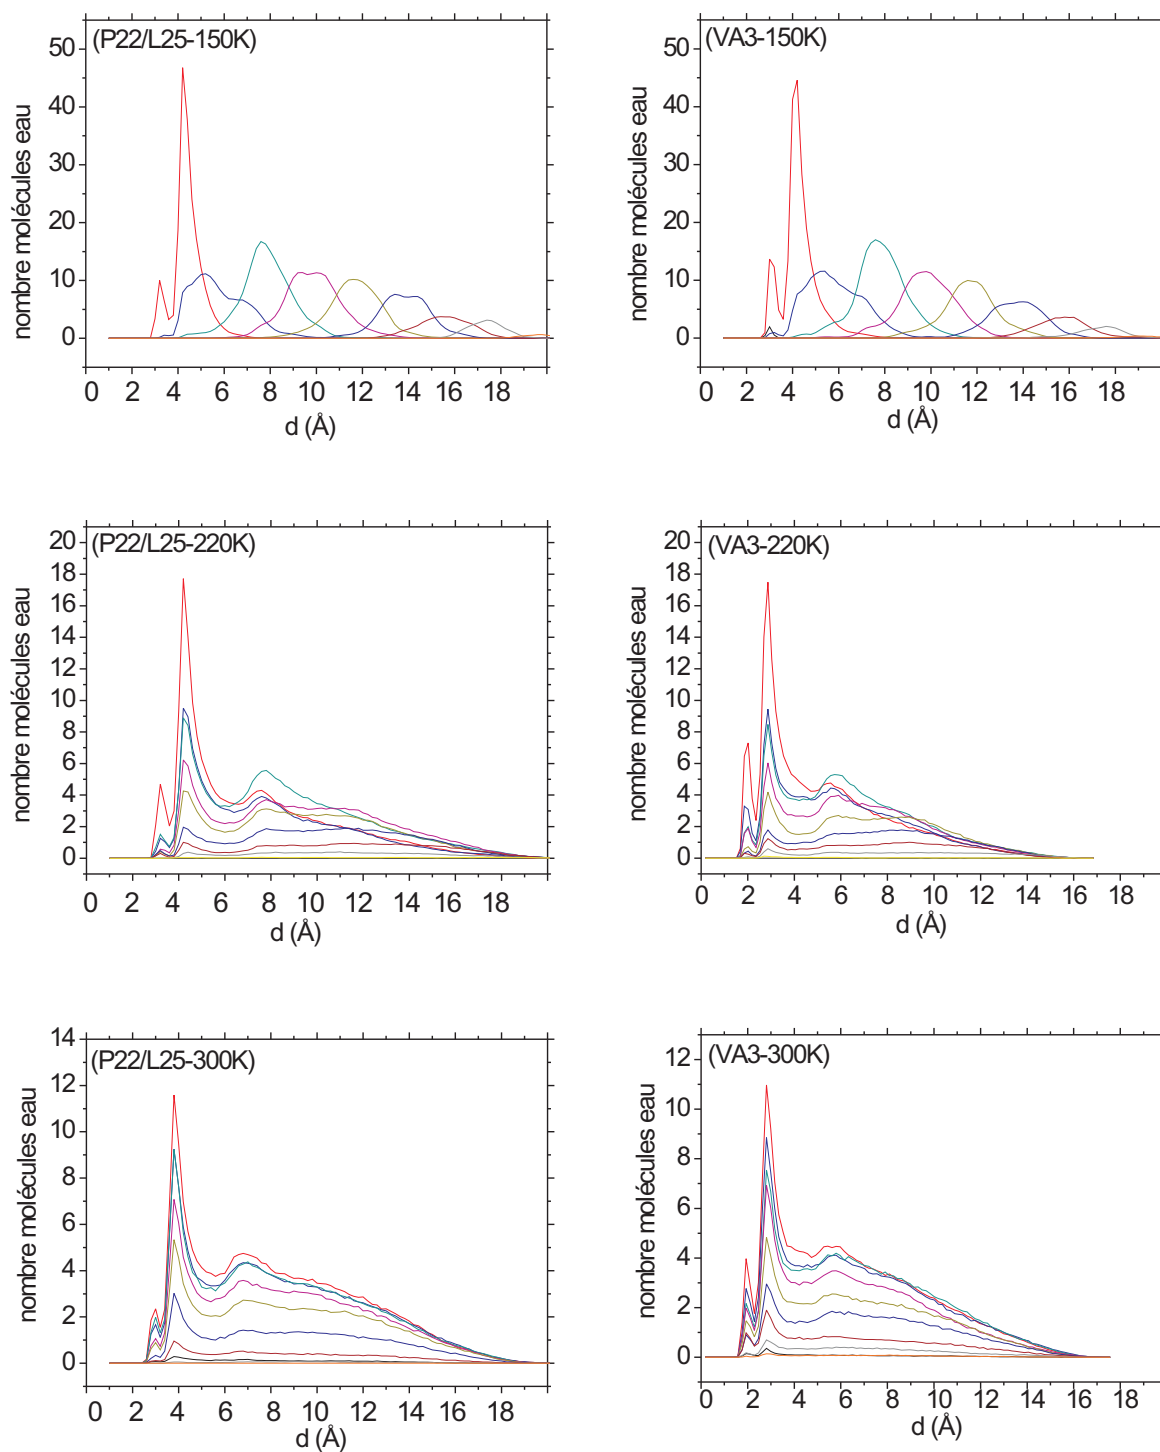 (P22/L25-150K)
nombre molécules eau
50
40
30
20
10
0
0 2 4 6 8 10 12 14 16 18
d (Å)
(VA3-150K)
nombre molécules eau
50
40
30
20
10
0
0 2 4 6 8 10 12 14 16 18
d (Å)
(P22/L25-220K)
nombre molécules eau
20
18
16
14
12
10
8
6
4
2
0
0 2 4 6 8 10 12 14 16 18
d (Å)
(VA3-220K)
nombre molécules eau
20
18
16
14
12
10
8
6
4
2
0
0 2 4 6 8 10 12 14 16 18
d (Å)
(P22/L25-300K)
nombre molécules eau
14
12
10
8
6
4
2
0
0 2 4 6 8 10 12 14 16 18
d (Å)
(VA3-300K)
nombre molécules eau
12
10
8
6
4
2
0
0 2 4 6 8 10 12 14 16 18
d (Å)